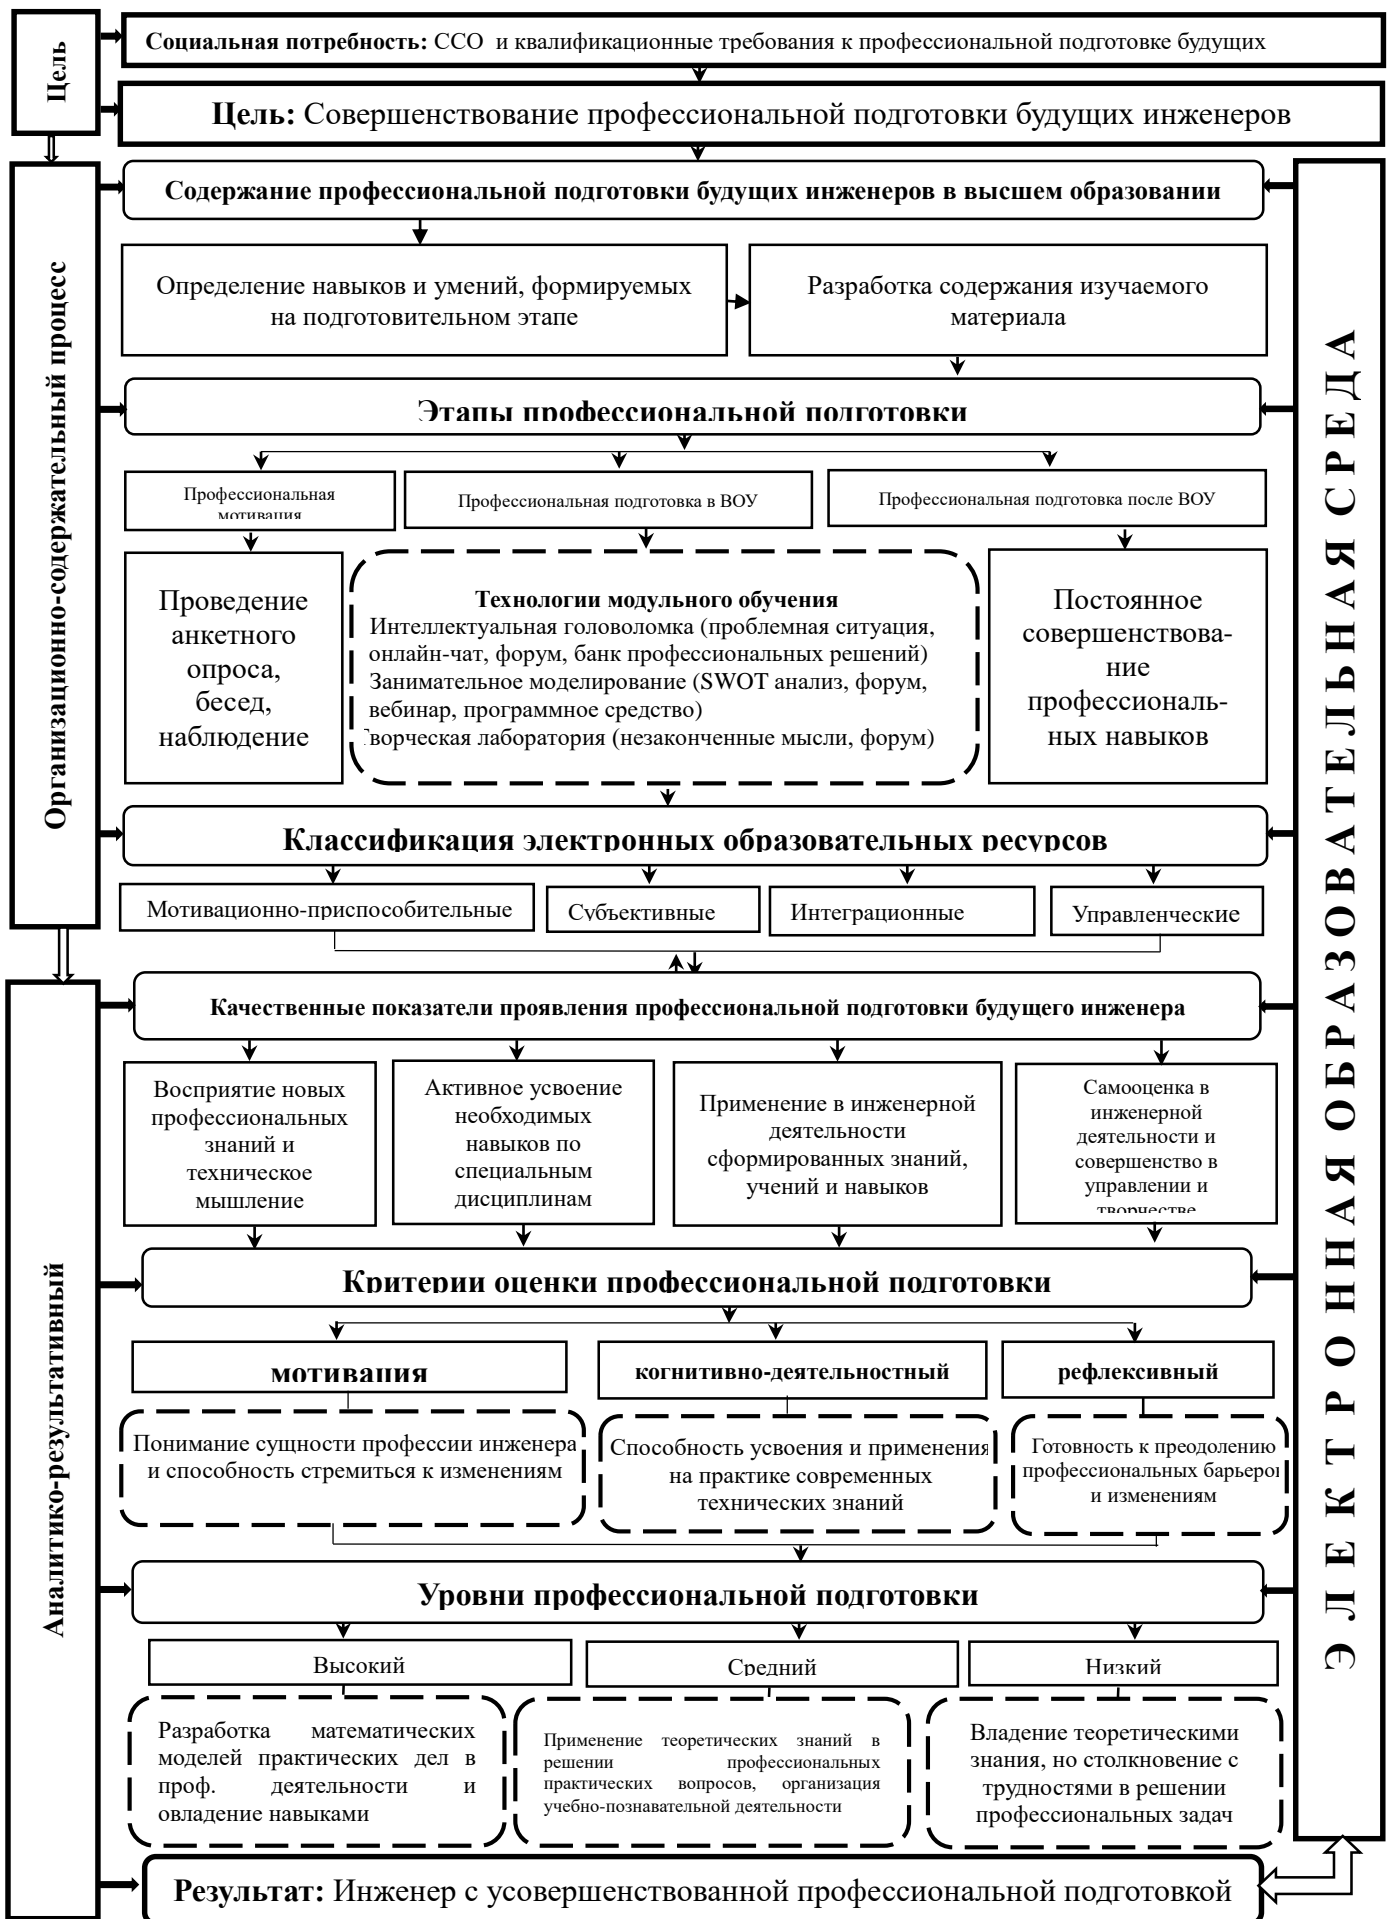 Цель
Социальная потребность: ССО и квалификационные требования к профессиональной подготовке будущих
Цель: Совершенствование профессиональной подготовки будущих инженеров
Организационно-содержательный процесс
ЭЛЕКТРОННАЯ ОБРАЗОВАТЕЛЬНАЯ СРЕДА
Содержание профессиональной подготовки будущих инженеров в высшем образовании
Определение навыков и умений, формируемых
на подготовительном этапе
Разработка содержания изучаемого
материала
Этапы профессиональной подготовки
Профессиональная
мотивация
Профессиональная подготовка в ВОУ
Профессиональная подготовка после ВОУ
Проведение
анкетного
опроса,
бесед,
наблюдение
Технологии модульного обучения
Интеллектуальная головоломка (проблемная ситуация,
онлайн-чат, форум, банк профессиональных решений)
Занимательное моделирование (SWOT анализ, форум,
вебинар, программное средство)
Творческая лаборатория (незаконченные мысли, форум)
Постоянное
совершенствова-
ние
профессиональ-
ных навыков
Классификация электронных образовательных ресурсов
Мотивационно-приспособительные
Субъективные
Интеграционные
Управленческие
Аналитико-результативный
Качественные показатели проявления профессиональной подготовки будущего инженера
Восприятие новых
профессиональных
знаний и
техническое
мышление
Активное усвоение
необходимых
навыков по
специальным
дисциплинам
Применение в инженерной
деятельности
сформированных знаний,
учений и навыков
Самооценка в
инженерной
деятельности и
совершенство в
управлении и
творчестве
Критерии оценки профессиональной подготовки
мотивация
когнитивно-деятельностный
рефлексивный
Понимание сущности профессии инженера
и способность стремиться к изменениям
Способность усвоения и применения
на практике современных
технических знаний
Готовность к преодолению
профессиональных барьеров
и изменениям
Уровни профессиональной подготовки
Высокий
Средний
Низкий
Разработка математических
моделей практических дел в
проф. деятельности и
овладение навыками
Применение теоретических знаний в
решении профессиональных
практических вопросов, организация
учебно-познавательной деятельности
Владение теоретическими
знания, но столкновение с
трудностями в решении
профессиональных задач
Результат: Инженер с усовершенствованной профессиональной подготовкой